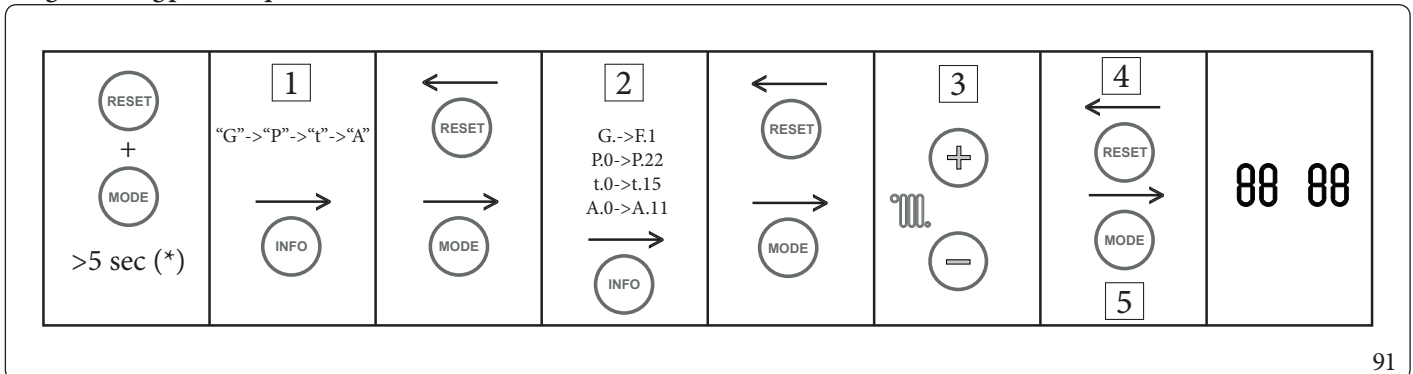 RESET
+
MODE
>5 sec (*)
1
"G"->"P"->"t"->"A"
INFO
RESET
MODE
2
G.->F.1
P.0->P.22
t.0->t.15
A.0->A.11
INFO
RESET
MODE
3
+
−
4
RESET
MODE
5
88 88
91